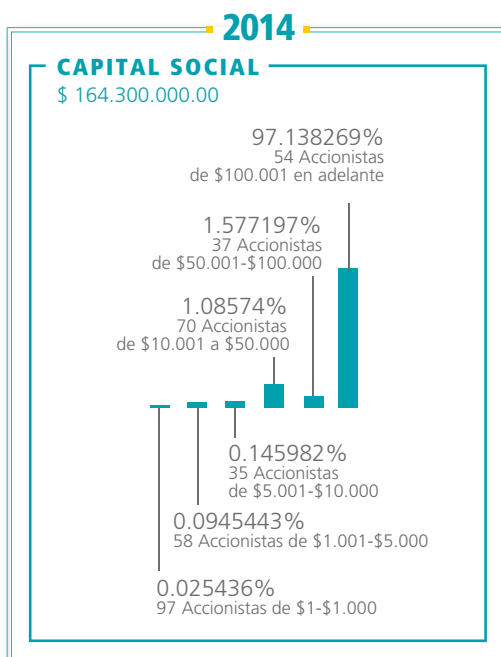 2014
CAPITAL SOCIAL
$ 164.300.000.00
97.138269%
54 Accionistas
de $100.001 en adelante
1.577197%
37 Accionistas
de $50.001-$100.000
1.08574%
70 Accionistas
de $10.001 a $50.000
0.145982%
35 Accionistas
de $5.001-$10.000
0.0945443%
58 Accionistas de $1.001-$5.000
0.025436%
97 Accionistas de $1-$1.000